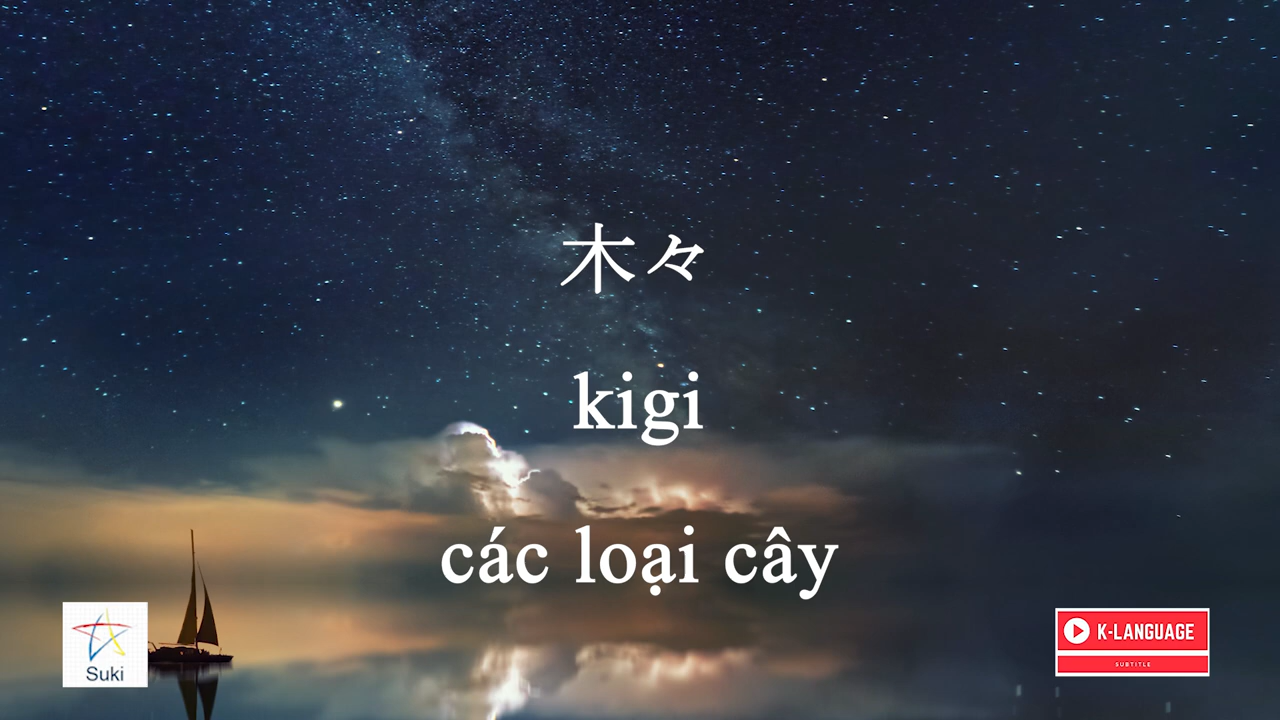 木々
kigi
các loại cây
Suki
K-LANGUAGE
SUBTITLE